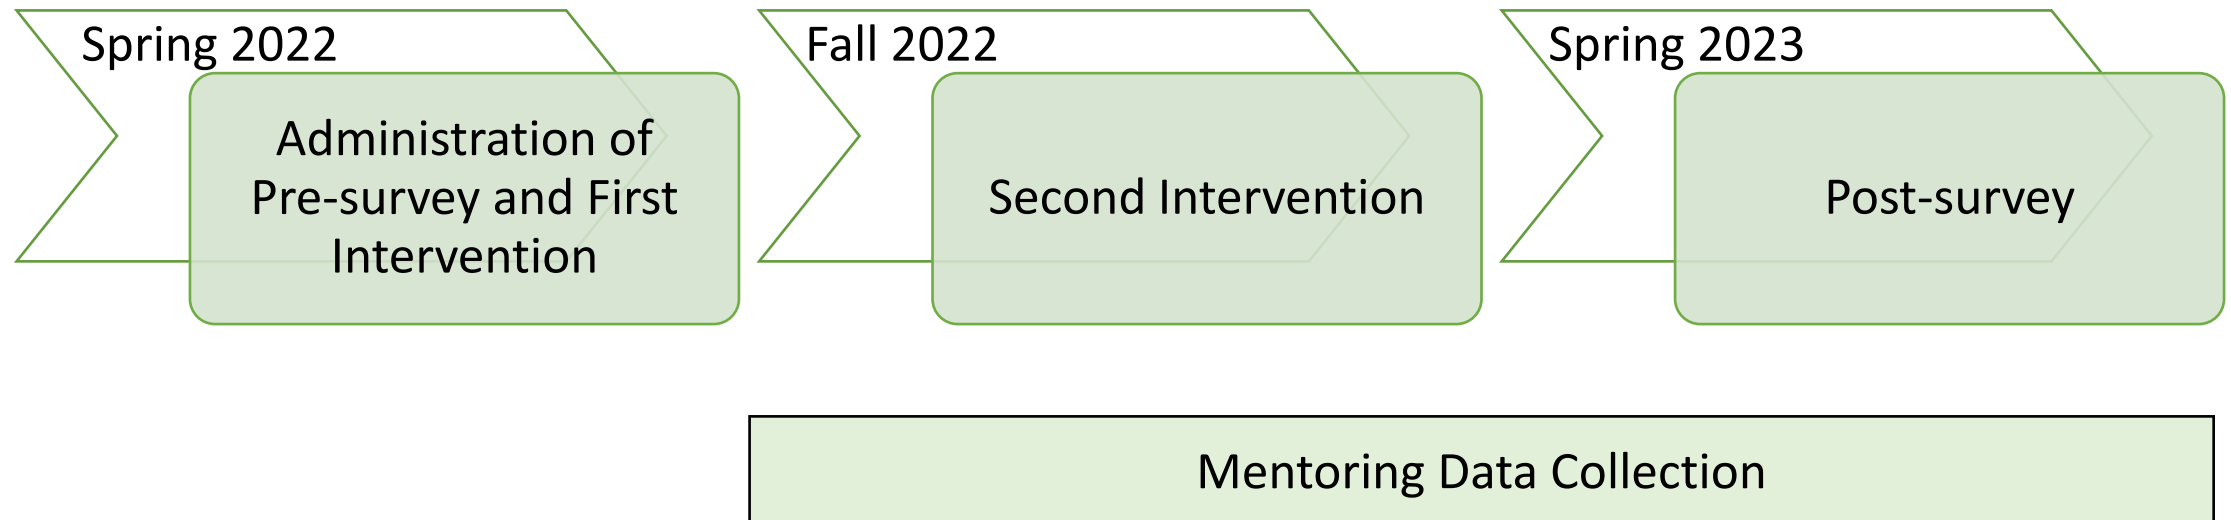 Spring 2022
Administration of
Pre-survey and First
Intervention
Fall 2022
Second Intervention
Spring 2023
Post-survey
Mentoring Data Collection